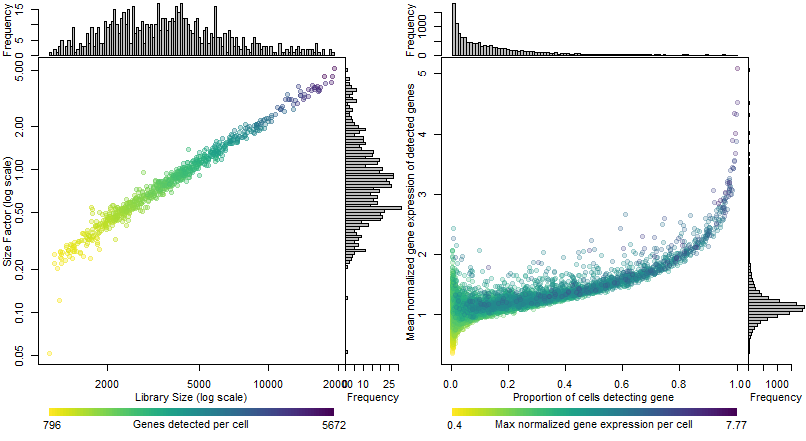 Frequency
0 5 10 15
Frequency
0 1000
Size Factor (log scale)
0.05 0.10 0.20 0.50 1.00 2.00 5.00
2000 5000 10000 20000
Library Size (log scale)
0 10 25
Frequency
796 Genes detected per cell 5672
Mean normalized gene expression of detected genes
1 2 3 4 5
0.0 0.2 0.4 0.6 0.8 1.0
Proportion of cells detecting gene
0 1000
Frequency
0.4 Max normalized gene expression per cell 7.77